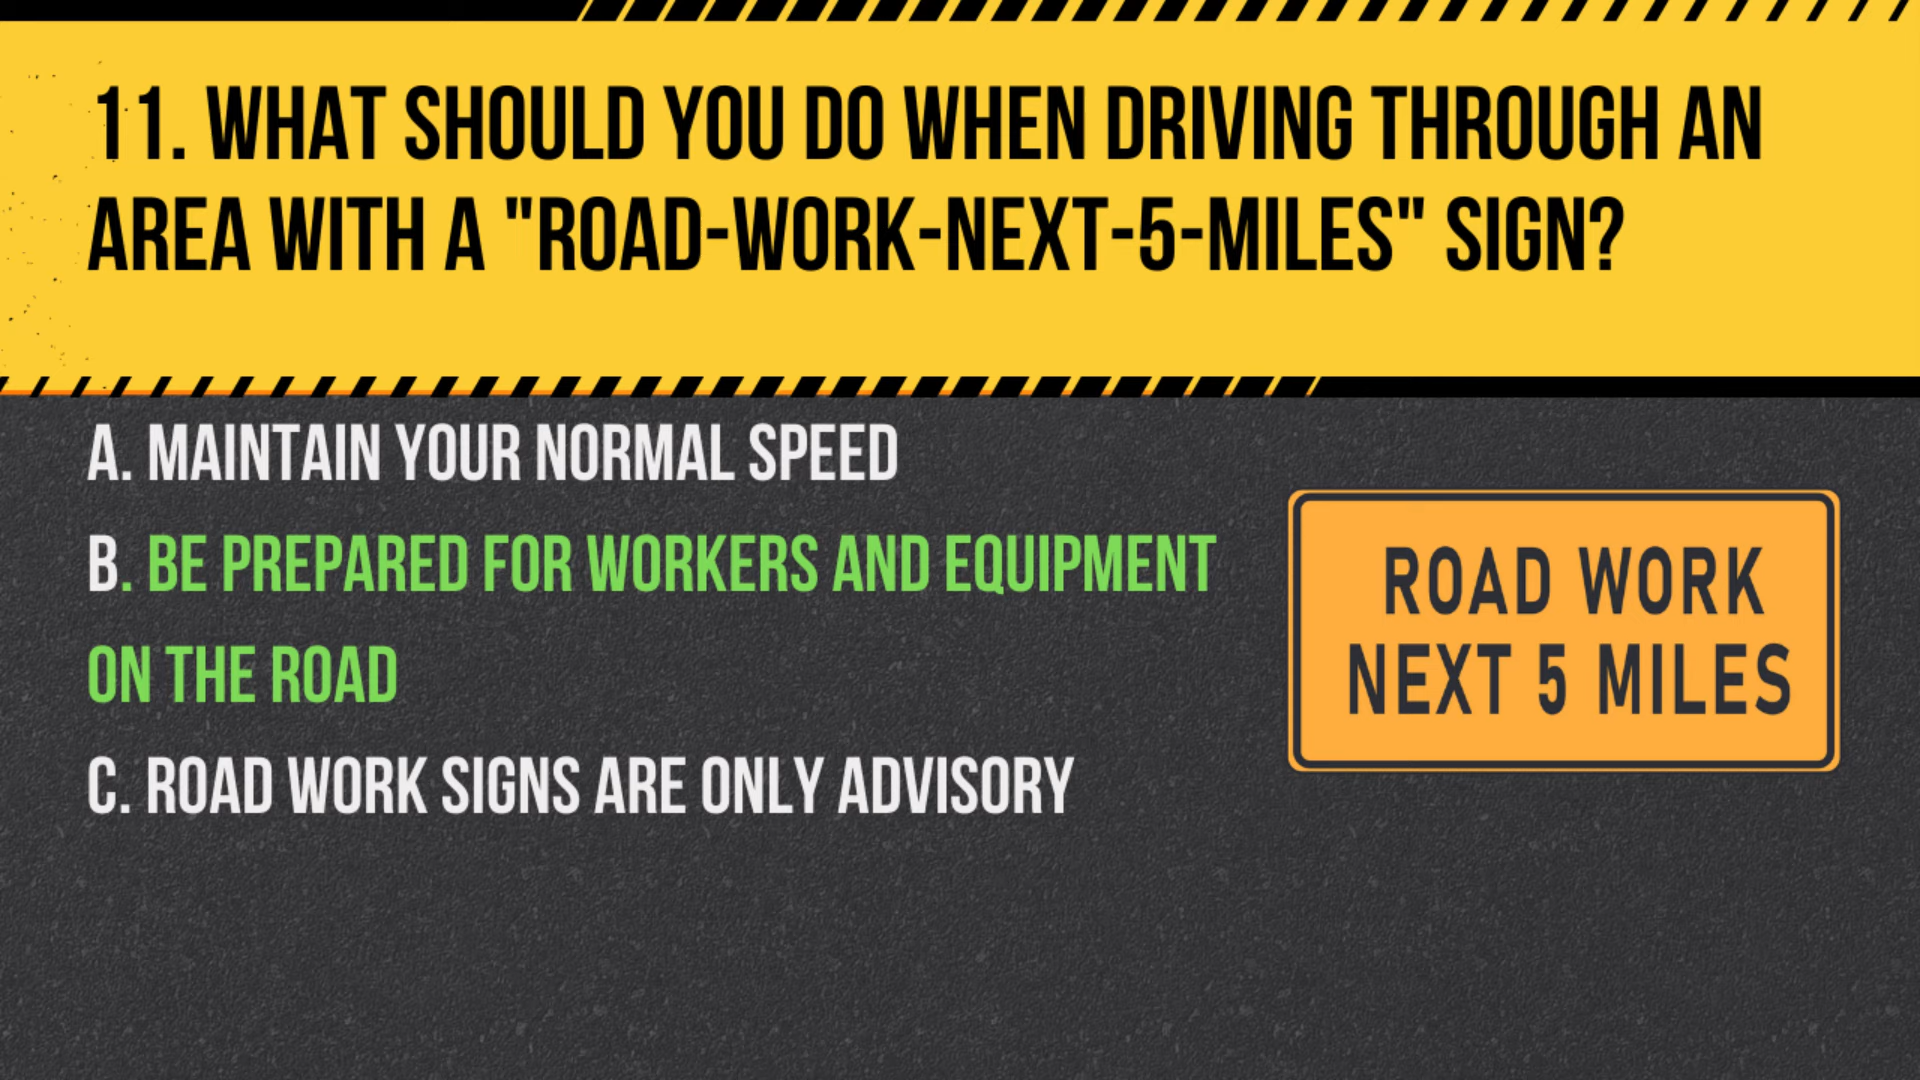 11. WHAT SHOULD YOU DO WHEN DRIVING THROUGH AN
AREA WITH A "ROAD-WORK-NEXT-5-MILES" SIGN?
A. MAINTAIN YOUR NORMAL SPEED
B. BE PREPARED FOR WORKERS AND EQUIPMENT
ON THE ROAD
C. ROAD WORK SIGNS ARE ONLY ADVISORY
ROAD WORK
NEXT 5 MILES